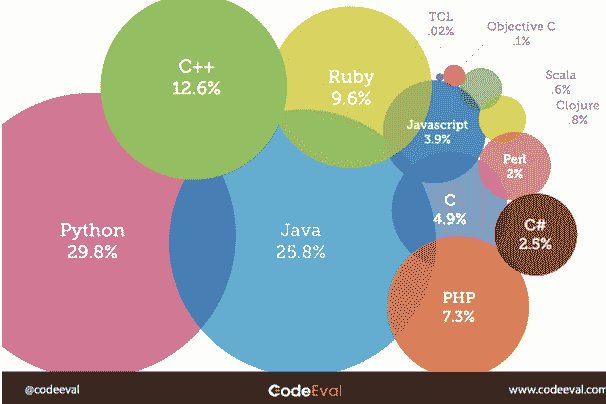 TCL
.02%
Objective C
.1%
C++
12.6%
Ruby
9.6%
Scala
.6%
Clojure
.8%
Javascript
3.9%
Perl
2%
Python
29.8%
Java
25.8%
C
4.9%
C#
2.5%
PHP
7.3%
@codeeval
CodeEval
www.codeeval.com